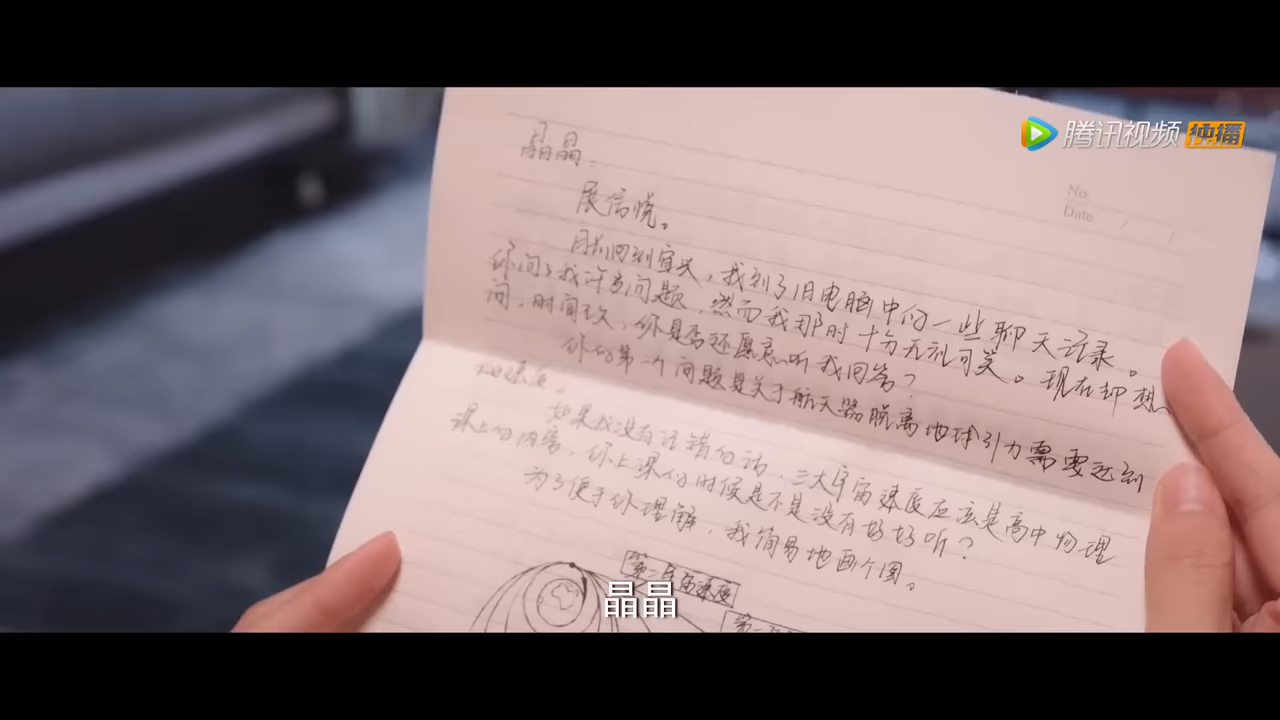 腾讯视频 独播
No.
Date / /
晶晶,
展信悦。
月初回到宜兴,我到了旧电脑中的一些聊天记录。
你问了我许多问题,然而我那时十分无礼可笑。现在却想
问,时间久,你是否还愿意听我回答?
你的第一个问题是关于航天器脱离地球引力需要达到
的速度。
如果我没有记错的话,三大宇宙速度应该是高中物理
课上的内容,你上课的时候是不是没有好好听?
为了便于你理解,我简易地画个图。
第二宇宙速度
第一
晶晶